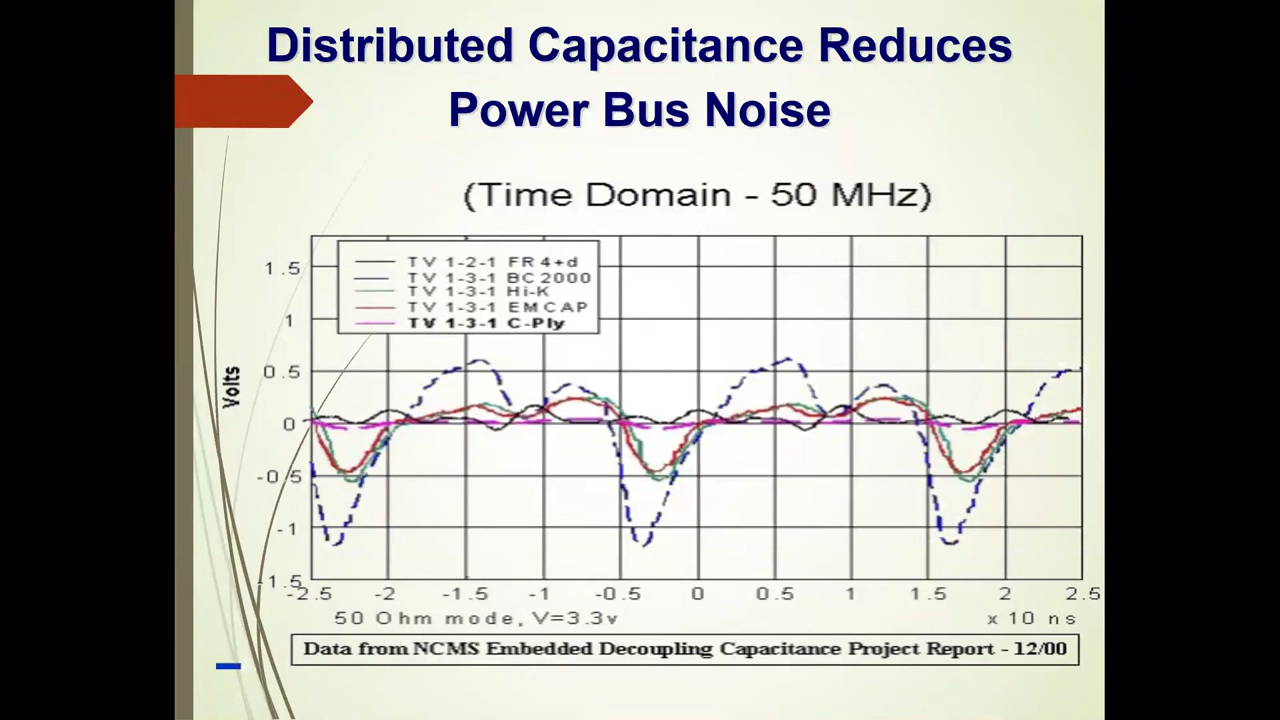 Distributed Capacitance Reduces
Power Bus Noise
(Time Domain - 50 MHz)
TV 1-2-1 FR4+d
TV 1-3-1 BC2000
TV 1-3-1 Hi-K
TV 1-3-1 EMCAP
TV 1-3-1 C-Ply
Volts
1.5
1
0.5
0
-0.5
-1
-1.5
-2.5 -2 -1.5 -1 -0.5 0 0.5 1 1.5 2 2.5
50 Ohm mode, V=3.3v x 10 ns
Data from NCMS Embedded Decoupling Capacitance Project Report - 12/00